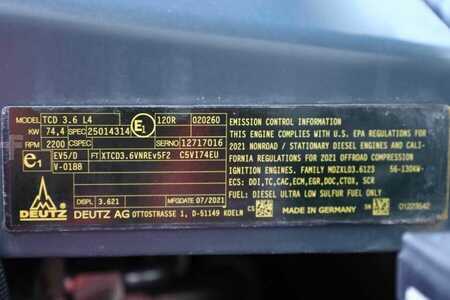 MODEL TCD 3.6 L4 E1 120R 020260
KW 74,4 SPEC 25014314
RPM 2200 SERNO 12717016
e1 EV5/D FT XTCD3.6VNREv5F2 C5V174EU
V-0188
DISPL 3.621 MFGDATE 07/2021
DEUTZ DEUTZ AG OTTOSTRASSE 1, D-51149 KOELN
EMISSION CONTROL INFORMATION
THIS ENGINE COMPLIES WITH U.S. EPA REGULATIONS FOR
2021 NONROAD / STATIONARY DIESEL ENGINES AND CALI-
FORNIA REGULATIONS FOR 2021 OFFROAD COMPRESSION
IGNITION ENGINES. FAMILY MDZXL03.6123 56-130KW
ECS: DDI,TC,CAC,ECM,EGR,DOC,CTOX, SCR
FUEL: DIESEL ULTRA LOW SULFUR FUEL ONLY
MADE IN GERMANY